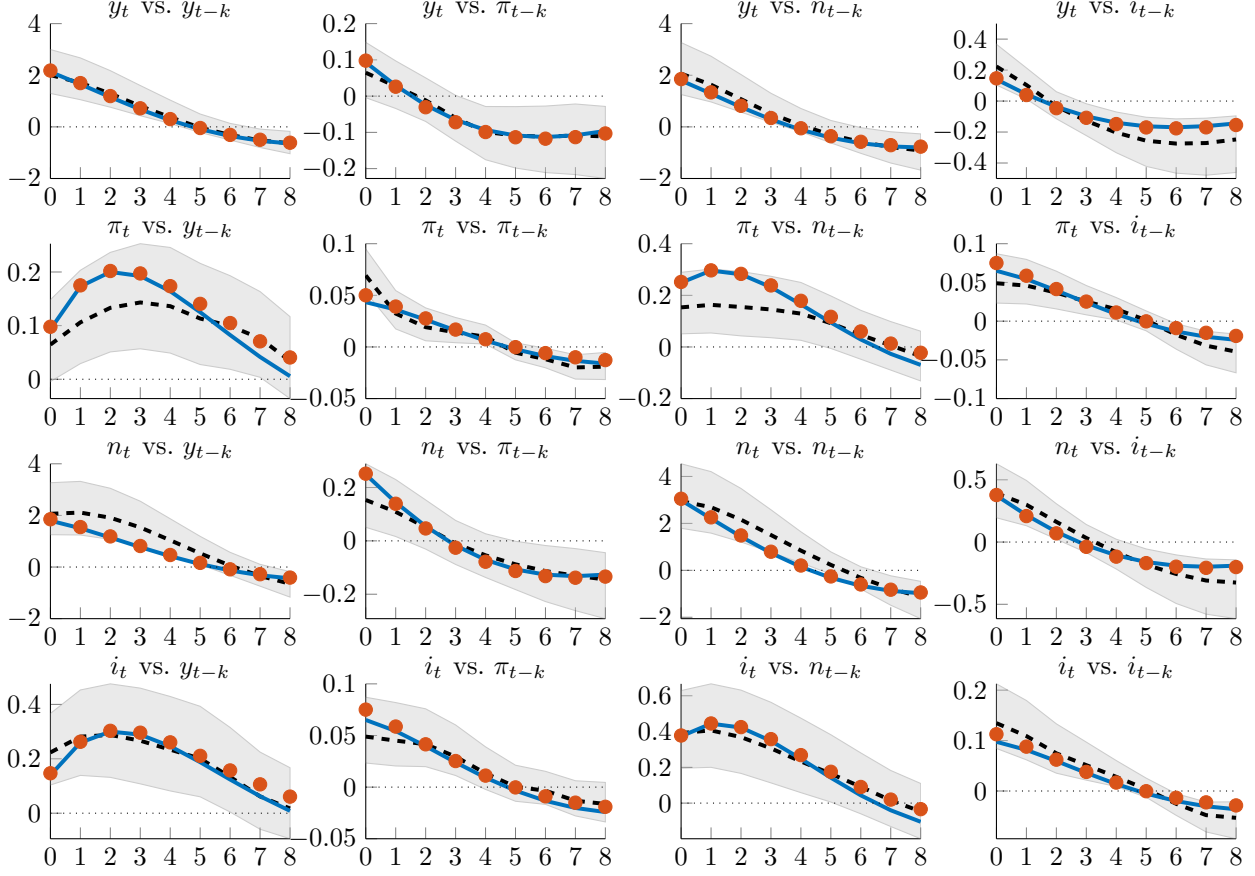 y_t vs. y_{t−k} y_t vs. π_{t−k} y_t vs. n_{t−k} y_t vs. i_{t−k}
4 0.2 4
0.4
0.1
2 2 0.2
0 0
0 0 −0.1 −0.2
−2 −0.2 −2 −0.4
0 1 2 3 4 5 6 7 8 0 1 2 3 4 5 6 7 8 0 1 2 3 4 5 6 7 8 0 1 2 3 4 5 6 7 8
π_t vs. y_{t−k} π_t vs. π_{t−k} π_t vs. n_{t−k} π_t vs. i_{t−k}
0.1 0.4 0.1
0.2 0.05 0.2 0.05
0.1 0 0 0
−0.05
0 −0.05 −0.2 −0.1
0 1 2 3 4 5 6 7 8 0 1 2 3 4 5 6 7 8 0 1 2 3 4 5 6 7 8 0 1 2 3 4 5 6 7 8
n_t vs. y_{t−k} n_t vs. π_{t−k} n_t vs. n_{t−k} n_t vs. i_{t−k}
4
0.2 4 0.5
2 2
0 0
0 0
−0.2 −0.5
−2 −2
0 1 2 3 4 5 6 7 8 0 1 2 3 4 5 6 7 8 0 1 2 3 4 5 6 7 8 0 1 2 3 4 5 6 7 8
i_t vs. y_{t−k} i_t vs. π_{t−k} i_t vs. n_{t−k} i_t vs. i_{t−k}
0.1 0.6 0.2
0.4 0.05 0.4
0.2 0.2 0.1
0 0 0 0
−0.05
0 1 2 3 4 5 6 7 8 0 1 2 3 4 5 6 7 8 0 1 2 3 4 5 6 7 8 0 1 2 3 4 5 6 7 8